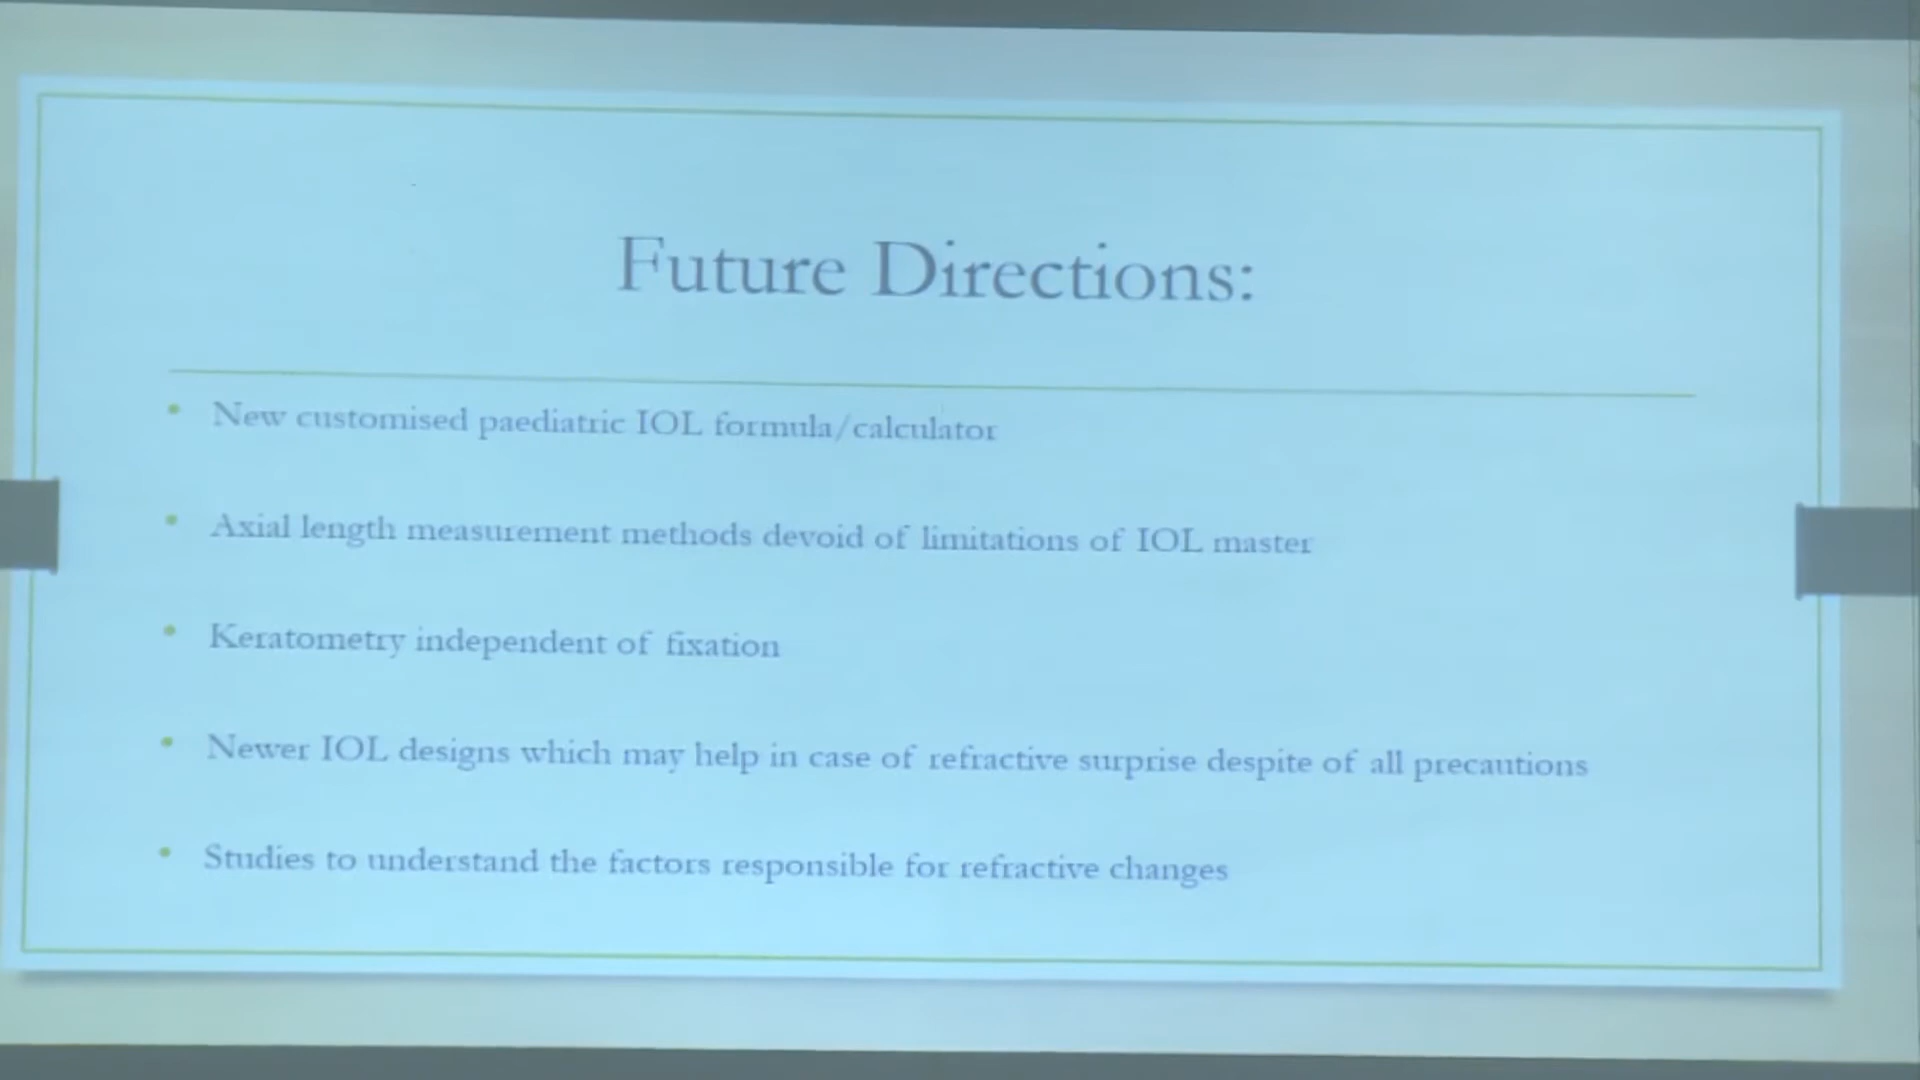 Future Directions:
• New customised paediatric IOL formula/calculator
• Axial length measurement methods devoid of limitations of IOL master
• Keratometry independent of fixation
• Newer IOL designs which may help in case of refractive surprise despite of all precautions
• Studies to understand the factors responsible for refractive changes